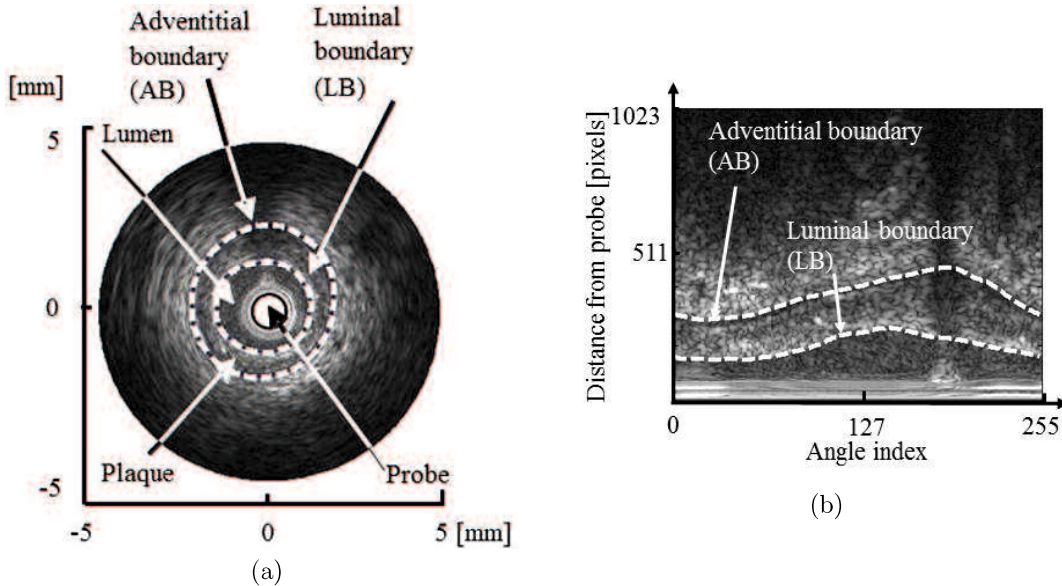 (a)
Adventitial
boundary
(AB)
Luminal
boundary
(LB)
[mm]
5
Lumen
0
Plaque
Probe
-5
-5
0
5 [mm]
(a)
Distance from probe [pixels]
1023
Adventitial boundary
(AB)
511
Luminal boundary
(LB)
0
127
255
Angle index
(b)